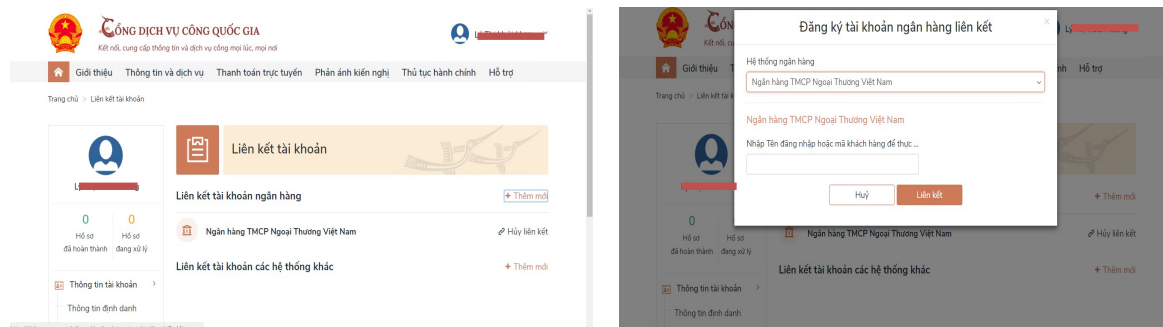 CỔNG DỊCH VỤ CÔNG QUỐC GIA
Kết nối, cung cấp thông tin và dịch vụ công mọi lúc, mọi nơi
Giới thiệu Thông tin và dịch vụ Thanh toán trực tuyến Phản ánh kiến nghị Thủ tục hành chính Hỗ trợ
Trang chủ > Liên kết tài khoản
Liên kết tài khoản
Liên kết tài khoản ngân hàng + Thêm mới
0 0
Hồ sơ Hồ sơ
đã hoàn thành đang xử lý
Ngân hàng TMCP Ngoại Thương Việt Nam Hủy liên kết
Liên kết tài khoản các hệ thống khác + Thêm mới
Thông tin tài khoản >
Thông tin định danh
CỔN
Kết nối, cu
Đăng ký tài khoản ngân hàng liên kết x
Hệ thống ngân hàng
Ngân hàng TMCP Ngoại Thương Việt Nam
Ngân hàng TMCP Ngoại Thương Việt Nam
Nhập Tên đăng nhập hoặc mã khách hàng để thực ...
Huỷ Liên kết
Giới thiệu T nh Hỗ trợ
Trang chủ > Liên kết tài k
+ Thêm mới
0
Hồ sơ Hồ sơ
đã hoàn thành đang xử lý
Ngân hàng TMCP Ngoại Thương Việt Nam Hủy liên kết
Liên kết tài khoản các hệ thống khác + Thêm mới
Thông tin tài khoản >
Thông tin định danh